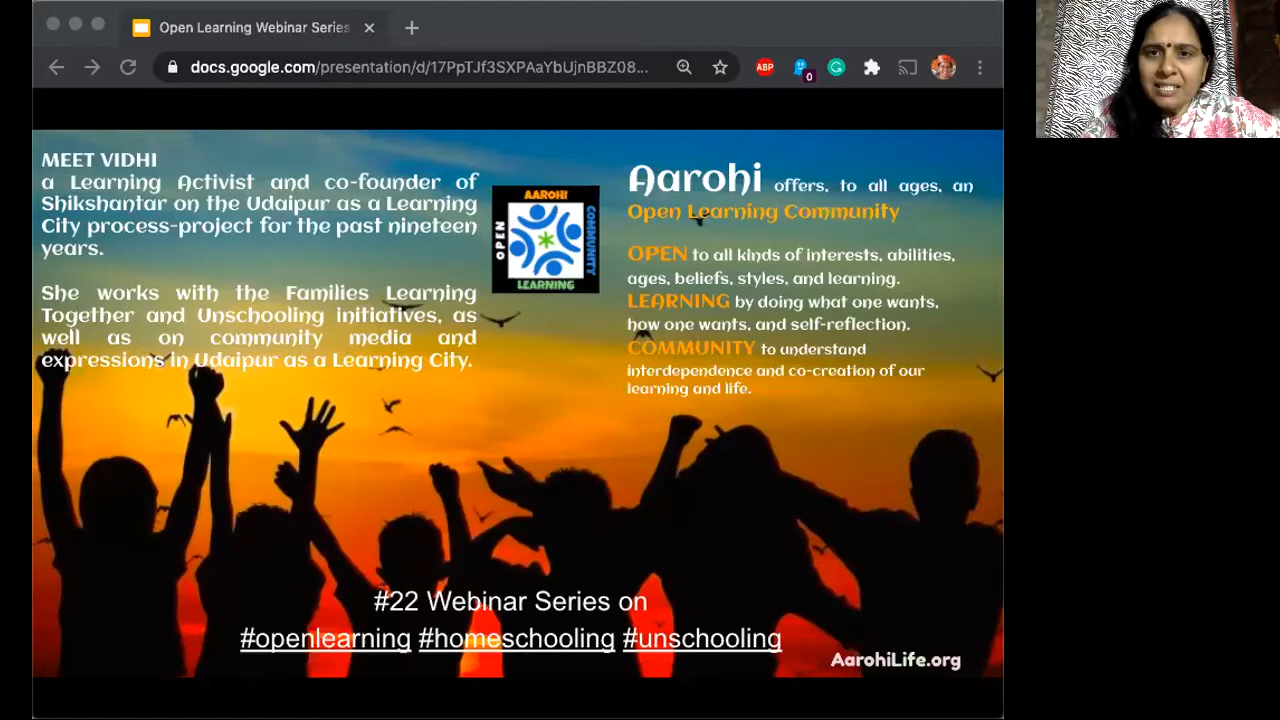 Open Learning Webinar Series
docs.google.com/presentation/d/17PpTJf3SXPAaYbUjnBBZ08...
ABP
0
MEET VIDHI
a Learning Activist and co-founder of
Shikshantar on the Udaipur as a Learning
City process-project for the past nineteen
years.
She works with the Families Learning
Together and Unschooling initiatives, as
well as on community media and
expressions in Udaipur as a Learning City.
AAROHI
OPEN
COMMUNITY
LEARNING
Aarohi offers, to all ages, an
Open Learning Community
OPEN to all kinds of interests, abilities,
ages, beliefs, styles, and learning.
LEARNING by doing what one wants,
how one wants, and self-reflection.
COMMUNITY to understand
interdependence and co-creation of our
learning and life.
#22 Webinar Series on
#openlearning #homeschooling #unschooling
AarohiLife.org